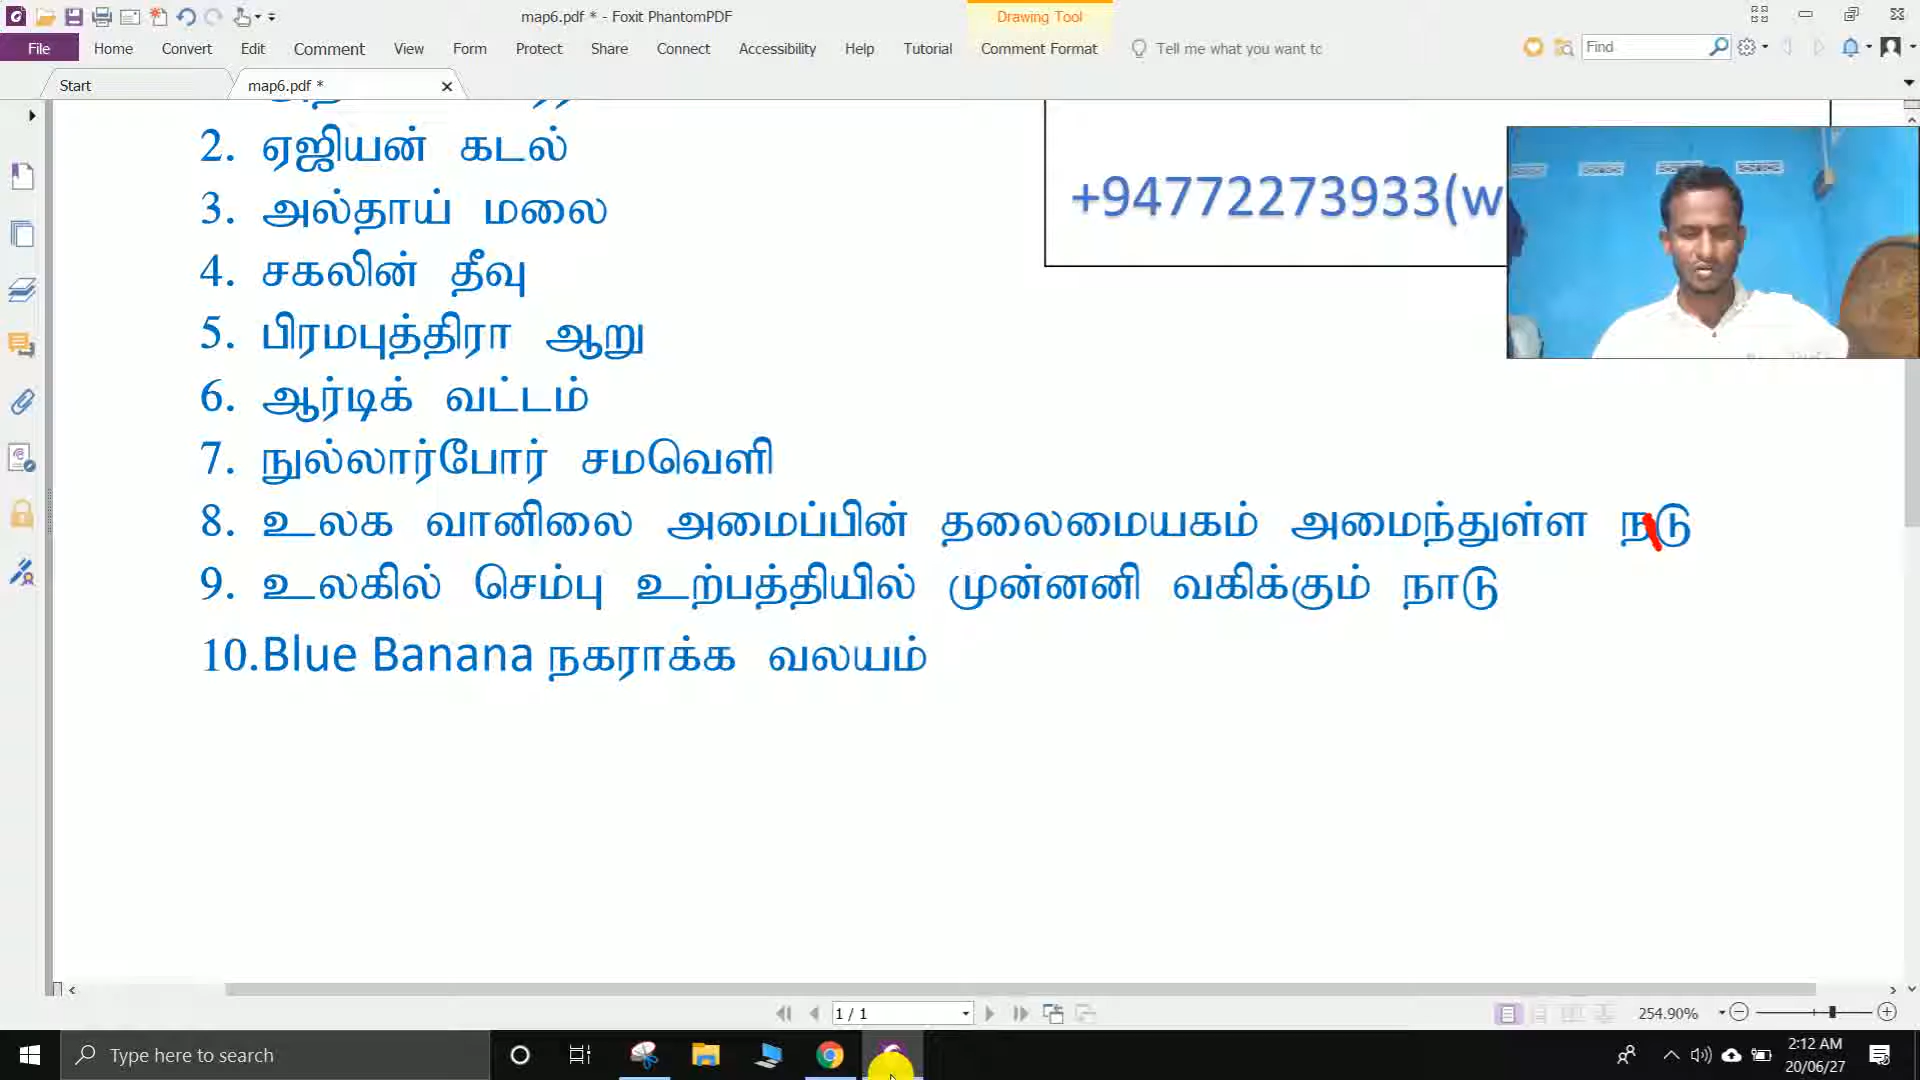 map6.pdf * - Foxit PhantomPDF
Drawing Tool
File Home Convert Edit Comment View Form Protect Share Connect Accessibility Help Tutorial Comment Format Tell me what you want tc Find
Start map6.pdf *
2. ஏஜியன் கடல்
+94772273933(w
3. அல்தாய் மலை
4. சகலின் தீவு
5. பிரமபுத்திரா ஆறு
6. ஆர்டிக் வட்டம்
7. நுல்லார்போர் சமவெளி
8. உலக வானிலை அமைப்பின் தலைமையகம் அமைந்துள்ள நாடு
9. உலகில் செம்பு உற்பத்தியில் முன்னனி வகிக்கும் நாடு
10.Blue Banana நகராக்க வலயம்
1 / 1
254.90%
Type here to search
2:12 AM
20/06/27